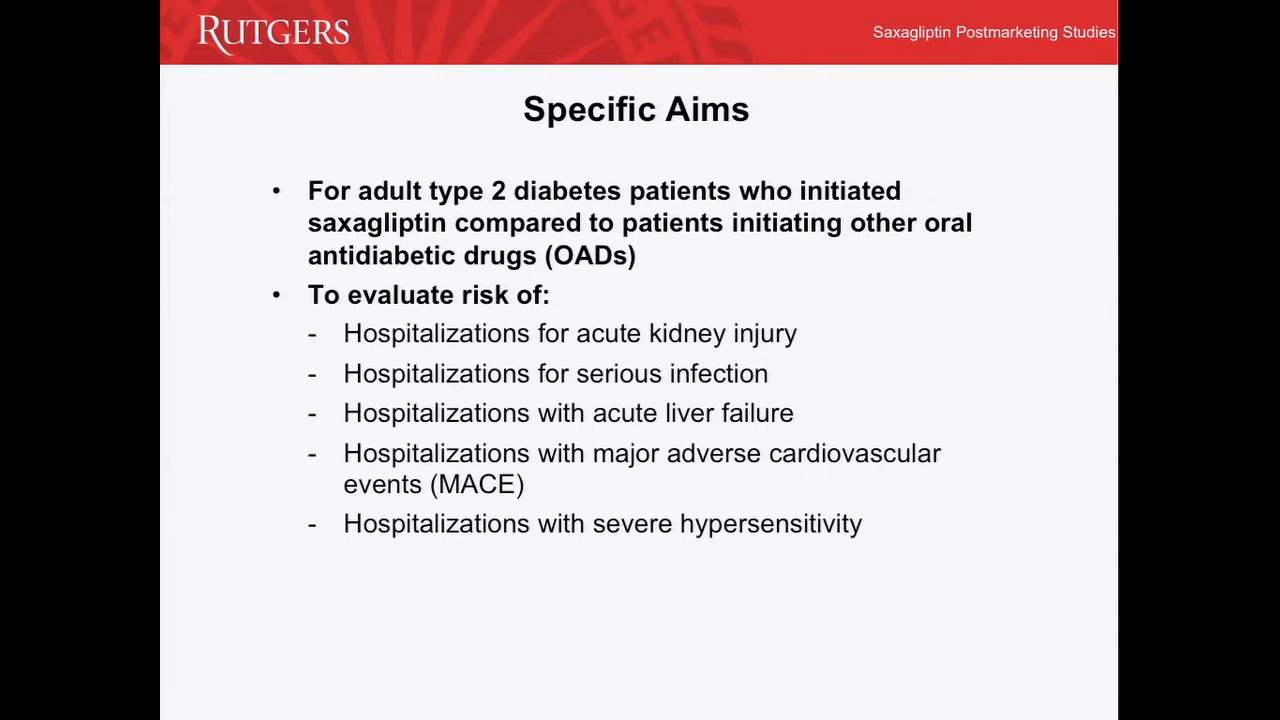 RUTGERS
Saxagliptin Postmarketing Studies
Specific Aims
• For adult type 2 diabetes patients who initiated
saxagliptin compared to patients initiating other oral
antidiabetic drugs (OADs)
• To evaluate risk of:
- Hospitalizations for acute kidney injury
- Hospitalizations for serious infection
- Hospitalizations with acute liver failure
- Hospitalizations with major adverse cardiovascular
events (MACE)
- Hospitalizations with severe hypersensitivity